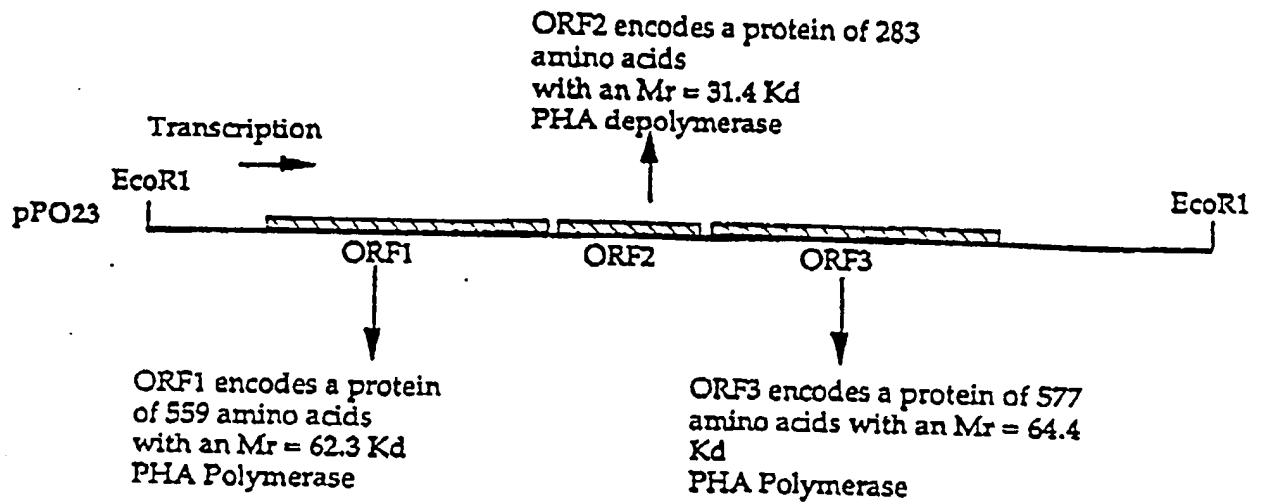 ORF2 encodes a protein of 283
amino acids
with an Mr = 31.4 Kd
PHA depolymerase
Transcription
EcoR1
EcoR1
pPO23
ORF1
ORF2
ORF3
ORF1 encodes a protein
of 559 amino acids
with an Mr = 62.3 Kd
PHA Polymerase
ORF3 encodes a protein of 577
amino acids with an Mr = 64.4
Kd
PHA Polymerase